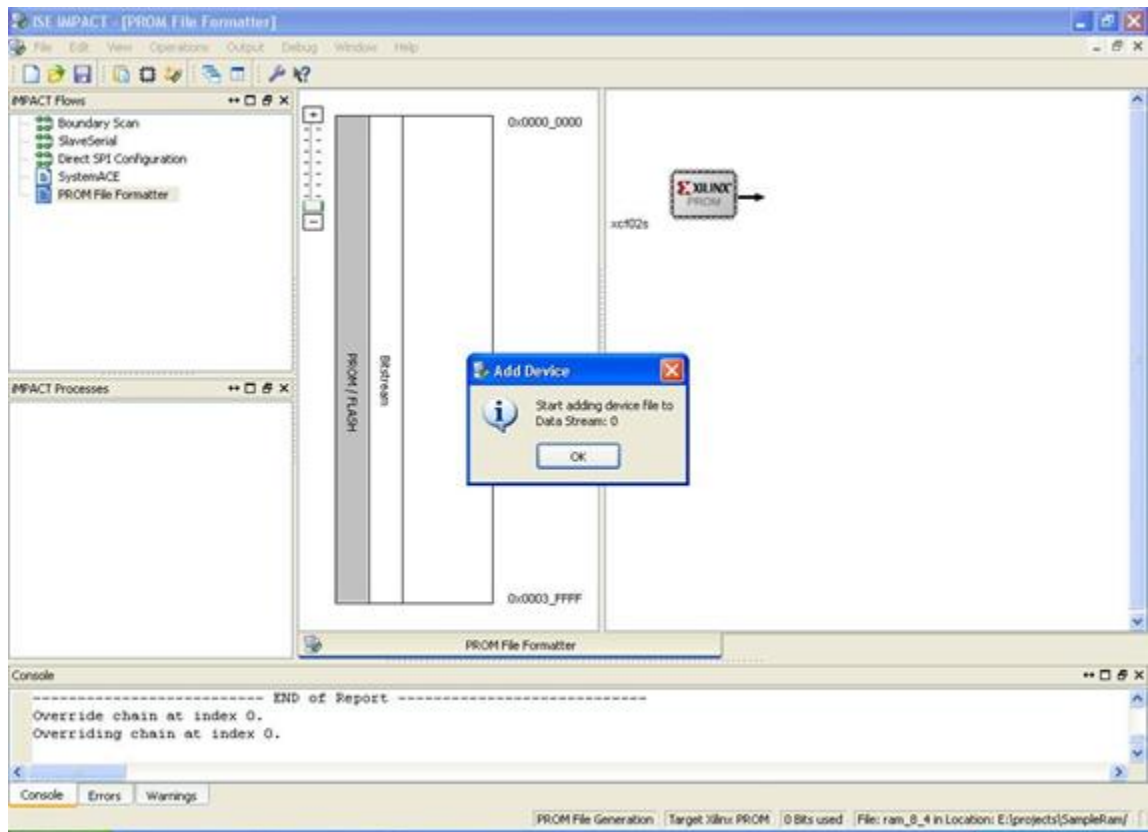 ISE iMPACT - [PROM File Formatter]
File Edit View Operations Output Debug Window Help
iMPACT Flows
Boundary Scan
SlaveSerial
Direct SPI Configuration
SystemACE
PROM File Formatter
iMPACT Processes
PROM / FLASH
Bitstream
0x0000_0000
0x0003_FFFF
PROM File Formatter
XILINX
PROM
xcf02s
Add Device
Start adding device file to
Data Stream: 0
OK
Console
-------------------------- END of Report ----------------------------
Override chain at index 0.
Overriding chain at index 0.
Console Errors Warnings
PROM File Generation Target Xilinx PROM 0 Bits used File: ram_8_4 in Location: E:\projects\SampleRam/